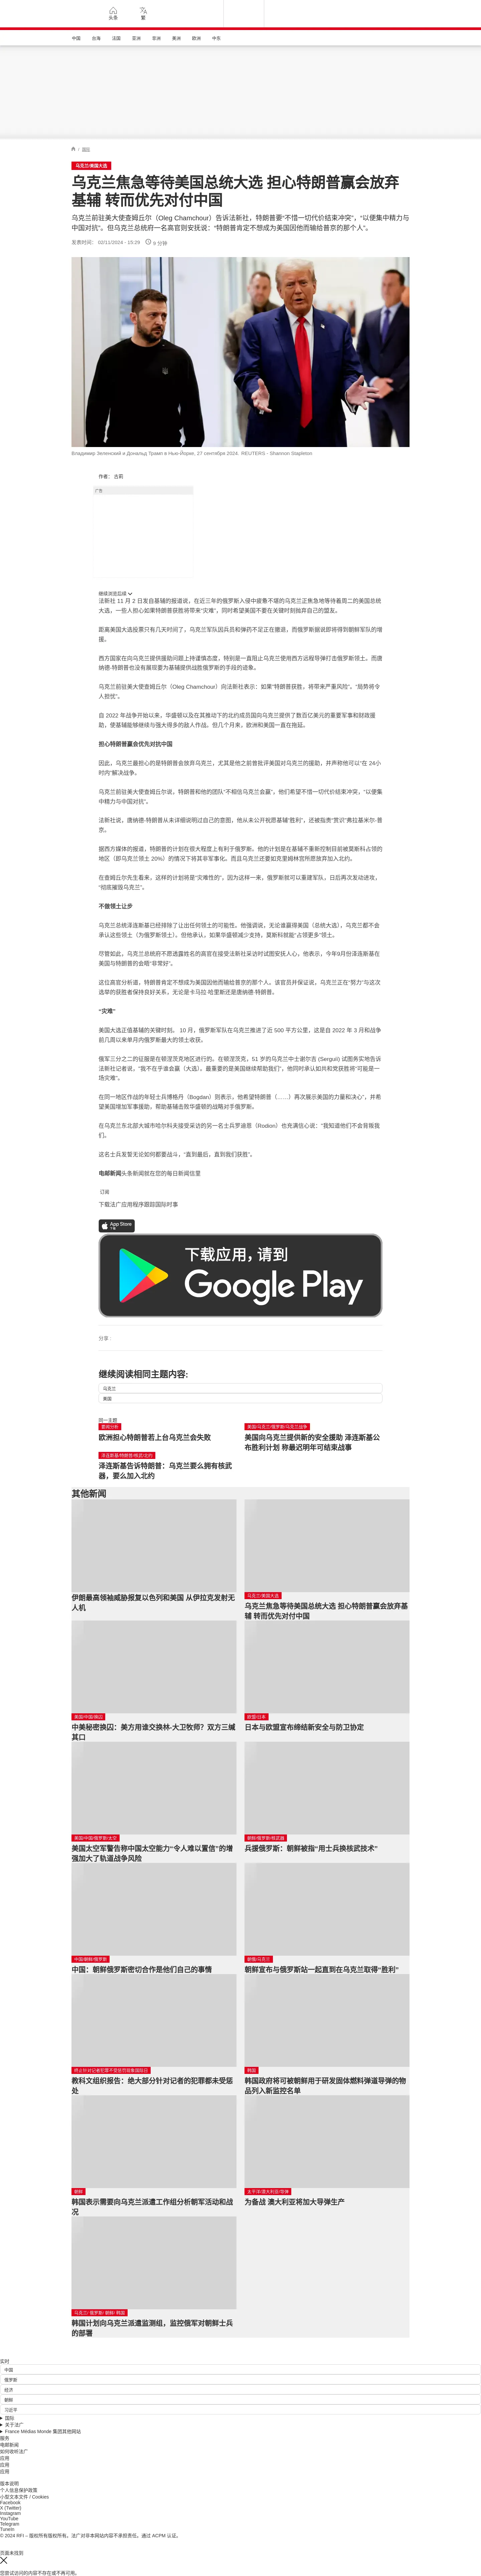 头条
繁
中国
台海
法国
亚洲
非洲
美洲
欧洲
中东
/ 国际
乌克兰/美国大选
乌克兰焦急等待美国总统大选 担心特朗普赢会放弃
基辅 转而优先对付中国
乌克兰前驻美大使查姆丘尔（Oleg Chamchour）告诉法新社，特朗普要“不惜一切代价结束冲突”，“以便集中精力与
中国对抗”。但乌克兰总统府一名高官则安抚说：“特朗普肯定不想成为美国因他而输给普京的那个人”。
发表时间： 02/11/2024 - 15:29
9 分钟
Владимир Зеленский и Дональд Трамп в Нью-Йорке, 27 сентября 2024. REUTERS - Shannon Stapleton
作者： 古莉
广告
继续浏览后续
法新社 11 月 2 日发自基辅的报道说，在近三年的俄罗斯入侵中疲惫不堪的乌克兰正焦急地等待着周二的美国总统
大选，一些人担心如果特朗普获胜将带来“灾难”，同时希望美国不要在关键时刻抛弃自己的盟友。
距离美国大选投票只有几天时间了，乌克兰军队因兵员和弹药不足正在撤退，而俄罗斯据说即将得到朝鲜军队的增
援。
西方国家在向乌克兰提供援助问题上持谨慎态度，特别是一直阻止乌克兰使用西方远程导弹打击俄罗斯领土。而唐
纳德·特朗普也没有展现要为基辅提供战胜俄罗斯的手段的迹象。
乌克兰前驻美大使查姆丘尔（Oleg Chamchour）向法新社表示：如果“特朗普获胜，将带来严重风险”。“局势将令
人担忧”。
自 2022 年战争开始以来，华盛顿以及在其推动下的北约成员国向乌克兰提供了数百亿美元的重要军事和财政援
助，使基辅能够继续与强大得多的敌人作战。但几个月来，欧洲和美国一直在拖延。
担心特朗普赢会优先对抗中国
因此，乌克兰最担心的是特朗普会放弃乌克兰，尤其是他之前曾批评美国对乌克兰的援助，并声称他可以“在 24小
时内”解决战争。
乌克兰前驻美大使查姆丘尔说，特朗普和他的团队“不相信乌克兰会赢”，他们希望不惜一切代价结束冲突，“以便集
中精力与中国对抗”。
法新社说，唐纳德·特朗普从未详细说明过自己的意图。他从未公开祝愿基辅“胜利”，还被指责“赏识”弗拉基米尔·普
京。
据西方媒体的报道，特朗普的计划在很大程度上有利于俄罗斯。他的计划是在基辅不重新控制目前被莫斯科占领的
地区（即乌克兰领土 20%）的情况下将其非军事化，而且乌克兰还要如克里姆林宫所愿放弃加入北约。
在查姆丘尔先生看来，这样的计划将是“灾难性的”，因为这样一来，俄罗斯就可以重建军队，日后再次发动进攻，
“彻底摧毁乌克兰”。
不做领土让步
乌克兰总统泽连斯基已经排除了让出任何领土的可能性。他强调说，无论谁赢得美国（总统大选），乌克兰都不会
承认这些领土（为俄罗斯领土）。但他承认，如果华盛顿减少支持，莫斯科就能“占领更多”领土。
尽管如此，乌克兰总统府不愿透露姓名的高官在接受法新社采访时试图安抚人心，他表示，今年9月份泽连斯基在
美国与特朗普的会晤“非常好”。
这位高官分析道，特朗普肯定不想成为美国因他而输给普京的那个人。该官员并保证说，乌克兰正在“努力”与这次
选举的获胜者保持良好关系，无论是卡马拉·哈里斯还是唐纳德·特朗普。
“灾难”
美国大选正值基辅的关键时刻。 10 月，俄罗斯军队在乌克兰推进了近 500 平方公里，这是自 2022 年 3 月和战争
前几周以来单月内俄罗斯最大的领土收获。
俄军三分之二的征服是在顿涅茨克地区进行的。在顿涅茨克，51 岁的乌克兰中士谢尔吉 (Serguiï) 试图务实地告诉
法新社记者说，“我不在乎谁会赢（大选），最重要的是美国继续帮助我们”，他同时承认如共和党获胜将“可能是一
场灾难”。
在同一地区作战的年轻士兵博格丹（Bogdan）则表示，他希望特朗普（……）再次展示美国的力量和决心”，并希
望美国增加军事援助，帮助基辅击败华盛顿的战略对手俄罗斯。
在乌克兰东北部大城市哈尔科夫接受采访的另一名士兵罗迪恩（Rodion）也充满信心说：“我知道他们不会背叛我
们。
这名士兵发誓无论如何都要战斗，“直到最后，直到我们获胜”。
电邮新闻头条新闻就在您的每日新闻信里
订阅
下载法广应用程序跟踪国际时事
App Store
下载应用，请到
Google Play
分享 :
继续阅读相同主题内容:
乌克兰
美国
同一主题
要闻分析
欧洲担心特朗普若上台乌克兰会失败
美国/乌克兰/俄罗斯/乌克兰战争
美国向乌克兰提供新的安全援助 泽连斯基公
布胜利计划 称最迟明年可结束战事
泽连斯基/特朗普/核武/北约
泽连斯基告诉特朗普：乌克兰要么拥有核武
器，要么加入北约
其他新闻
伊朗最高领袖威胁报复以色列和美国 从伊拉克发射无
人机
乌克兰/美国大选
乌克兰焦急等待美国总统大选 担心特朗普赢会放弃基
辅 转而优先对付中国
美国/中国/换囚
中美秘密换囚：美方用谁交换林-大卫牧师？双方三缄
其口
欧盟/日本
日本与欧盟宣布缔结新安全与防卫协定
美国/中国/俄罗斯/太空
美国太空军警告称中国太空能力“令人难以置信”的增
强加大了轨道战争风险
朝鲜/俄罗斯/核武器
兵援俄罗斯：朝鲜被指“用士兵换核武技术”
中国/朝鲜/俄罗斯
中国：朝鲜俄罗斯密切合作是他们自己的事情
朝俄/乌克兰
朝鲜宣布与俄罗斯站一起直到在乌克兰取得“胜利”
终止针对记者犯罪不受惩罚现象国际日
教科文组织报告：绝大部分针对记者的犯罪都未受惩
处
韩国
韩国政府将可被朝鲜用于研发固体燃料弹道导弹的物
品列入新监控名单
朝鲜
韩国表示需要向乌克兰派遣工作组分析朝军活动和战
况
太平洋/澳大利亚/导弹
为备战 澳大利亚将加大导弹生产
乌克兰/ 俄罗斯/ 朝鲜/ 韩国
韩国计划向乌克兰派遣监测组，监控俄军对朝鲜士兵
的部署
实时
中国
俄罗斯
经济
朝鲜
习近平
国际
关于法广
France Médias Monde 集团其他网站
服务
电邮新闻
如何收听法广
应用
应用
应用
版本说明
个人信息保护政策
小型文本文件 / Cookies
Facebook
X (Twitter)
Instagram
YouTube
Telegram
TuneIn
© 2024 RFI – 版权所有版权所有。法广对非本网站内容不承担责任。通过 ACPM 认证。
页面未找到
您尝试访问的内容不存在或不再可用。